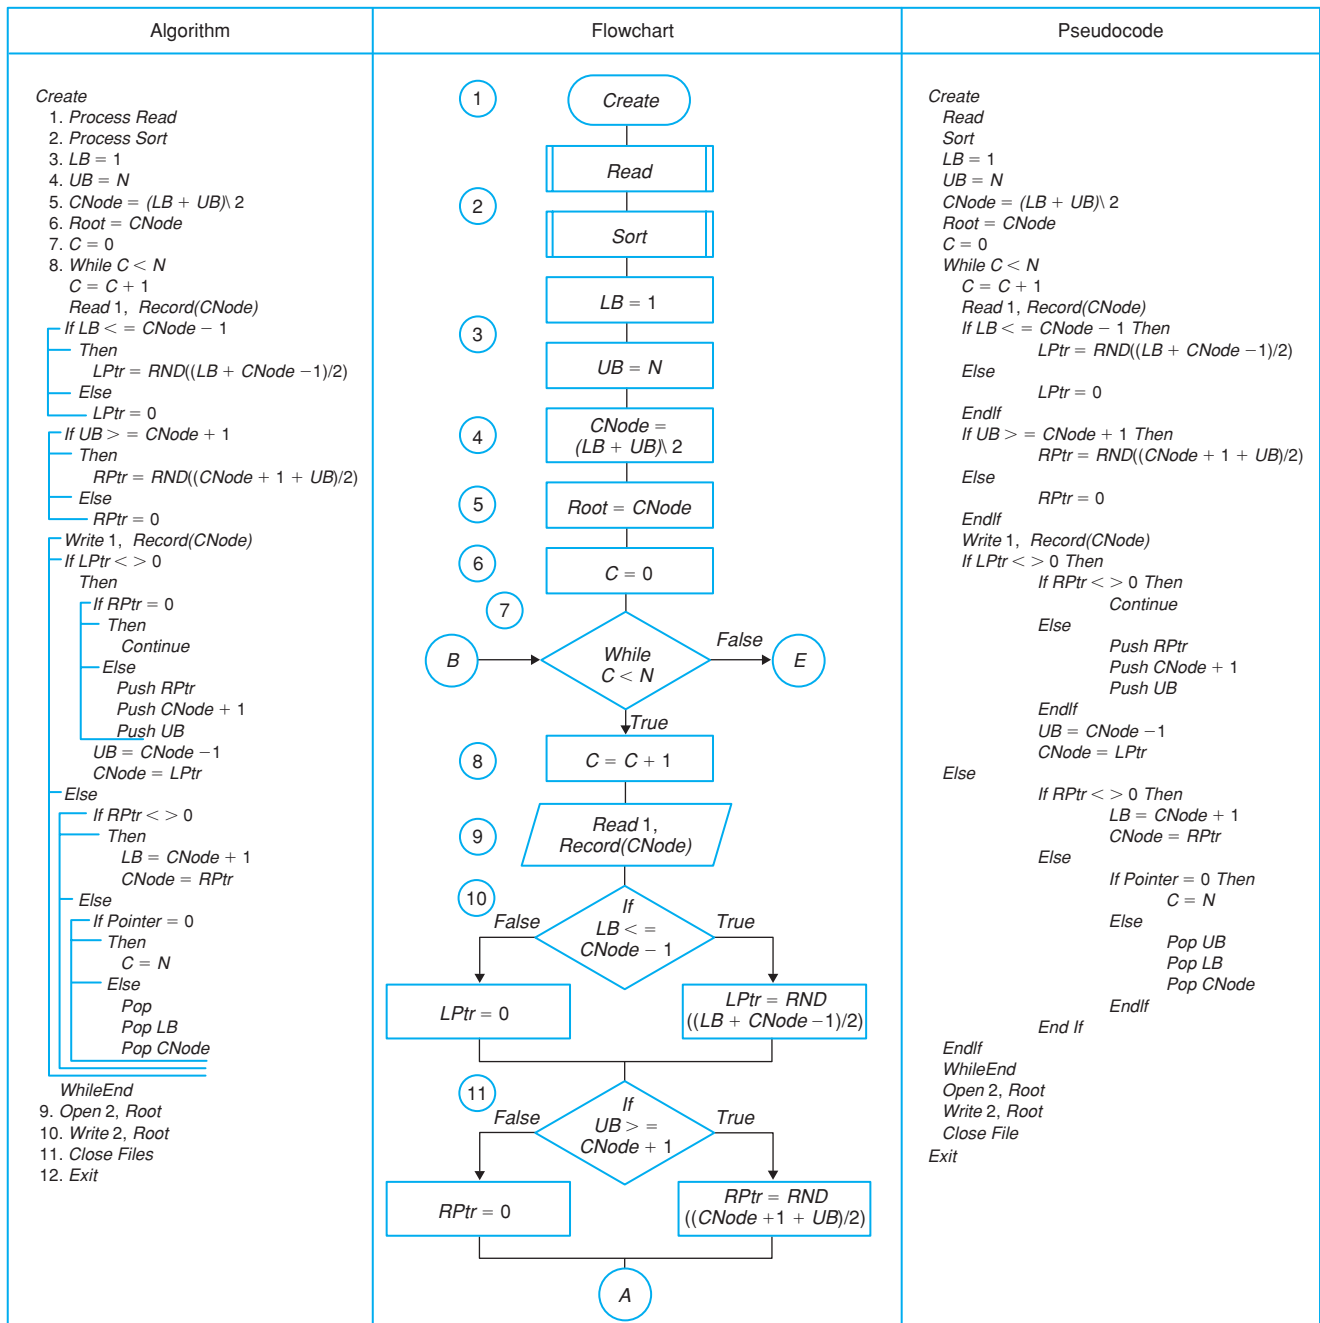 Algorithm
Create
1. Process Read
2. Process Sort
3. LB = 1
4. UB = N
5. CNode = (LB + UB)\ 2
6. Root = CNode
7. C = 0
8. While C < N
C = C + 1
Read 1, Record(CNode)
If LB < = CNode − 1
Then
LPtr = RND((LB + CNode −1)/2)
Else
LPtr = 0
If UB > = CNode + 1
Then
RPtr = RND((CNode + 1 + UB)/2)
Else
RPtr = 0
Write 1, Record(CNode)
If LPtr < > 0
Then
If RPtr = 0
Then
Continue
Else
Push RPtr
Push CNode + 1
Push UB
UB = CNode −1
CNode = LPtr
Else
If RPtr < > 0
Then
LB = CNode + 1
CNode = RPtr
Else
If Pointer = 0
Then
C = N
Else
Pop
Pop LB
Pop CNode
WhileEnd
9. Open 2, Root
10. Write 2, Root
11. Close Files
12. Exit
Flowchart
1
Create
Read
2
Sort
LB = 1
3
UB = N
4
CNode =
(LB + UB)\ 2
5
Root = CNode
6
C = 0
7
B
While
C < N
False
E
True
8
C = C + 1
9
Read 1,
Record(CNode)
10
If
LB < =
CNode − 1
False
True
LPtr = 0
LPtr = RND
((LB + CNode −1)/2)
11
If
UB > =
CNode + 1
False
True
RPtr = 0
RPtr = RND
((CNode +1 + UB)/2)
A
Pseudocode
Create
Read
Sort
LB = 1
UB = N
CNode = (LB + UB)\ 2
Root = CNode
C = 0
While C < N
C = C + 1
Read 1, Record(CNode)
If LB < = CNode − 1 Then
LPtr = RND((LB + CNode −1)/2)
Else
LPtr = 0
EndIf
If UB > = CNode + 1 Then
RPtr = RND((CNode + 1 + UB)/2)
Else
RPtr = 0
EndIf
Write 1, Record(CNode)
If LPtr < > 0 Then
If RPtr < > 0 Then
Continue
Else
Push RPtr
Push CNode + 1
Push UB
EndIf
UB = CNode −1
CNode = LPtr
Else
If RPtr < > 0 Then
LB = CNode + 1
CNode = RPtr
Else
If Pointer = 0 Then
C = N
Else
Pop UB
Pop LB
Pop CNode
EndIf
End If
EndIf
WhileEnd
Open 2, Root
Write 2, Root
Close File
Exit